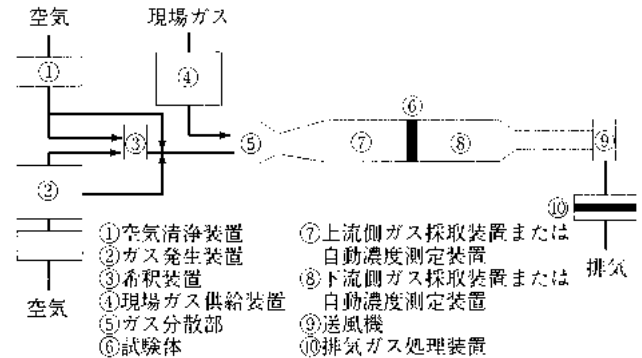 空気
現場ガス
①
④
⑥
③
⑤
⑦
⑧
⑨
②
⑩
空気
排気
①空気清浄装置
②ガス発生装置
③希釈装置
④現場ガス供給装置
⑤ガス分散部
⑥試験体
⑦上流側ガス採取装置または
自動濃度測定装置
⑧下流側ガス採取装置または
自動濃度測定装置
⑨送風機
⑩排気ガス処理装置